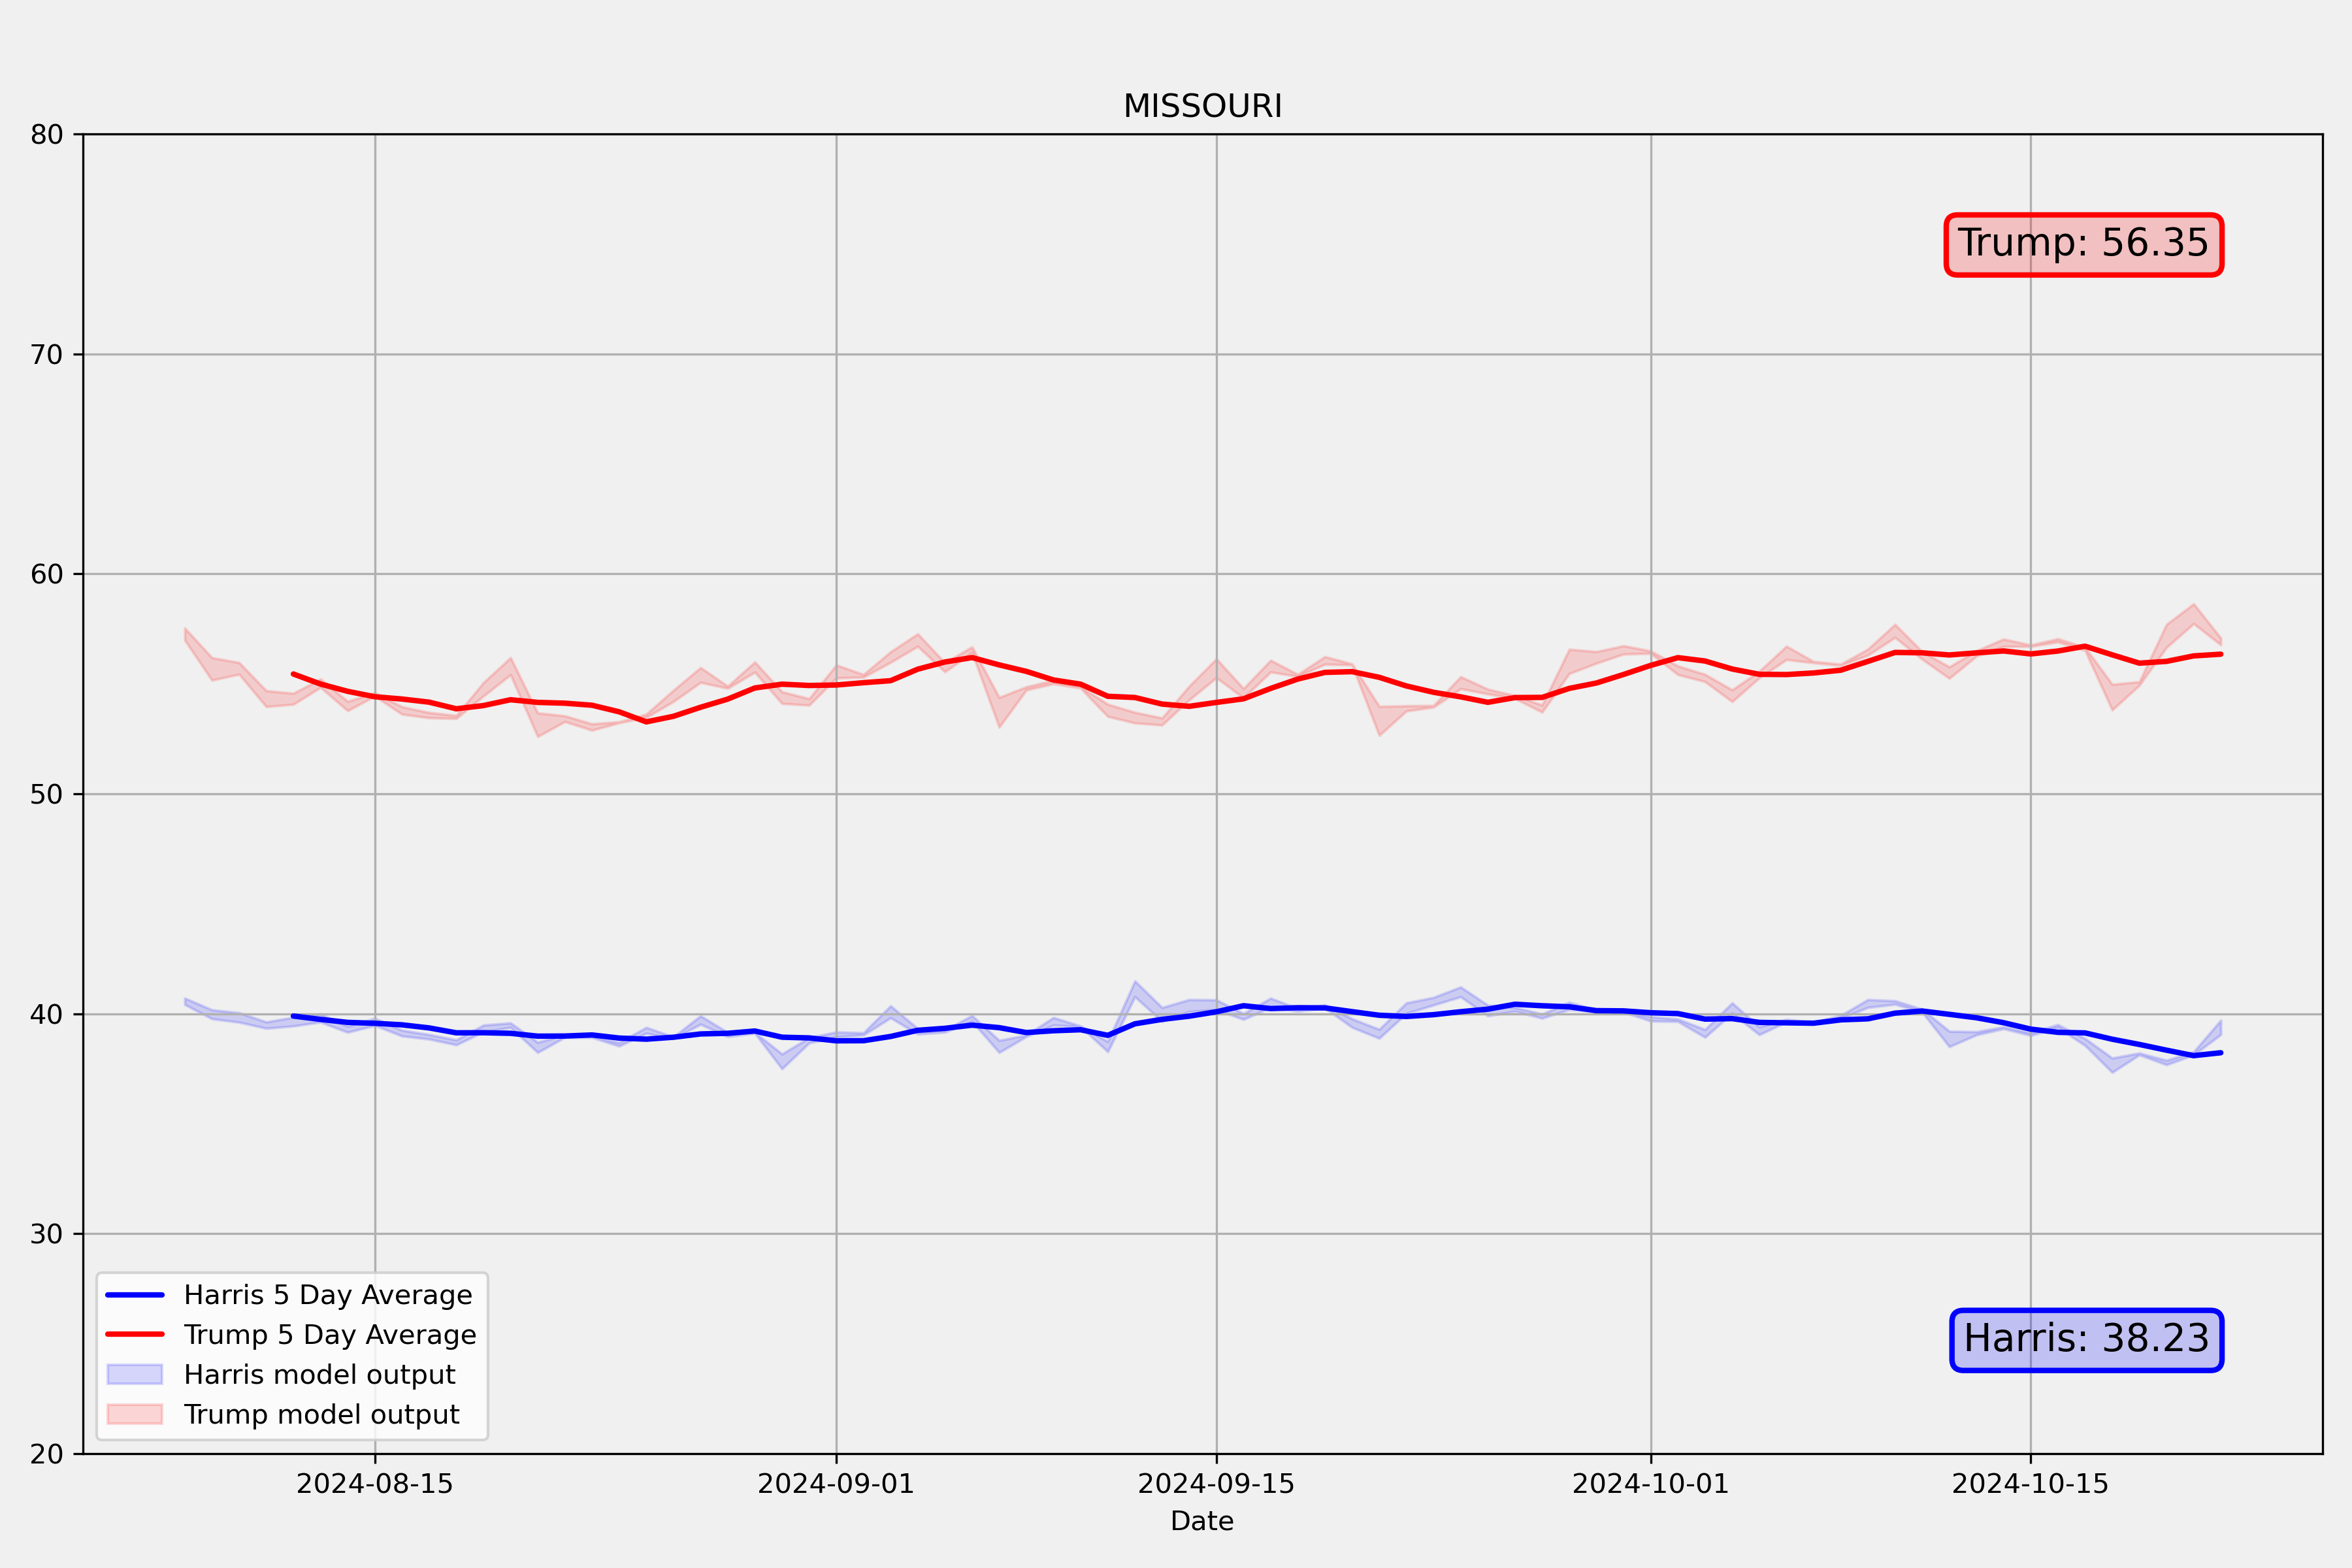 MISSOURI
80
70
60
50
40
30
20
Trump: 56.35
Harris: 38.23
Harris 5 Day Average
Trump 5 Day Average
Harris model output
Trump model output
2024-08-15
2024-09-01
2024-09-15
2024-10-01
2024-10-15
Date